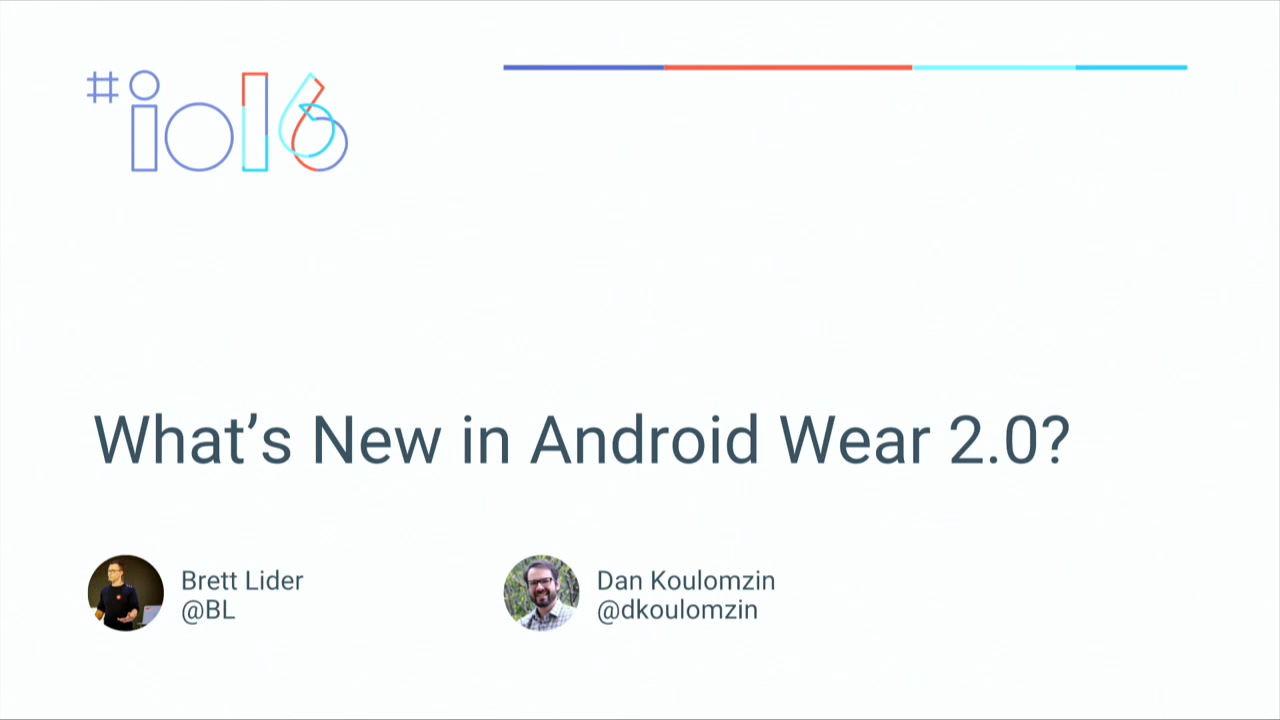 #io16
What’s New in Android Wear 2.0?
Brett Lider
@BL
Dan Koulomzin
@dkoulomzin